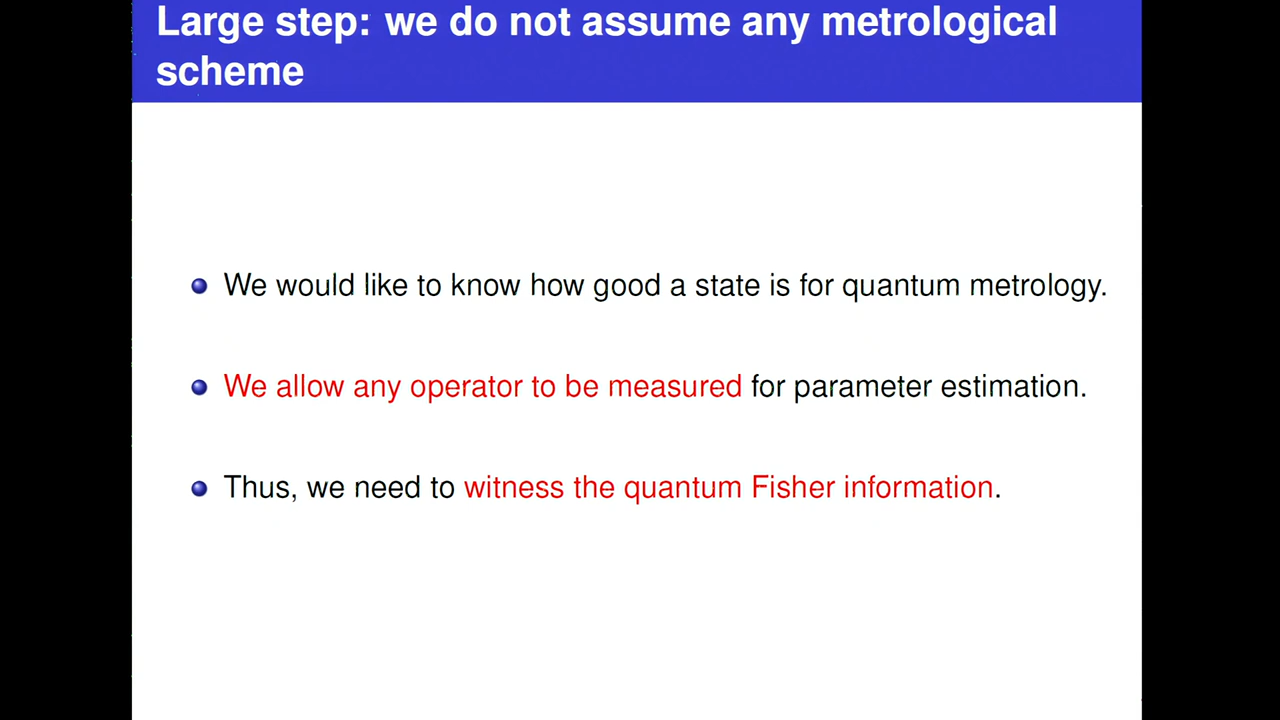 Large step: we do not assume any metrological
scheme
We would like to know how good a state is for quantum metrology.
We allow any operator to be measured for parameter estimation.
Thus, we need to witness the quantum Fisher information.